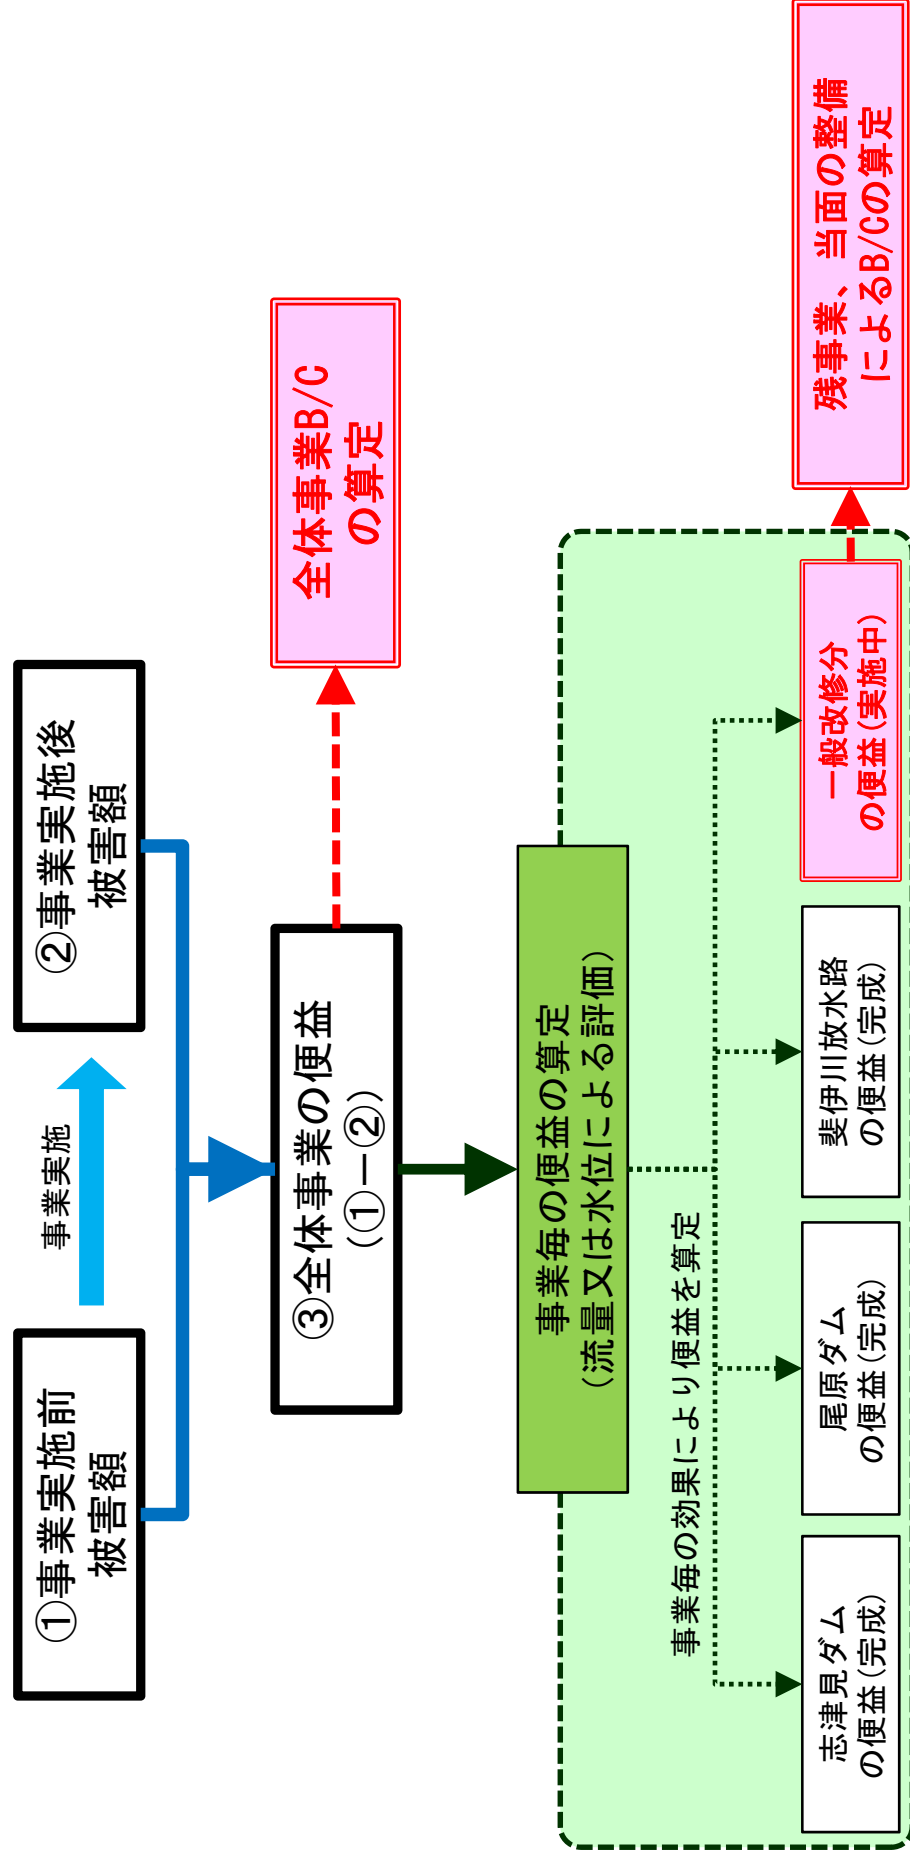 ①事業実施前
被害額
事業実施
②事業実施後
被害額
③全体事業の便益
(①－②)
全体事業B/C
の算定
事業毎の便益の算定
(流量又は水位による評価)
事業毎の効果により便益を算定
志津見ダム
の便益(完成)
尾原ダム
の便益(完成)
斐伊川放水路
の便益(完成)
一般改修分
の便益(実施中)
残事業、当面の整備
によるB/Cの算定